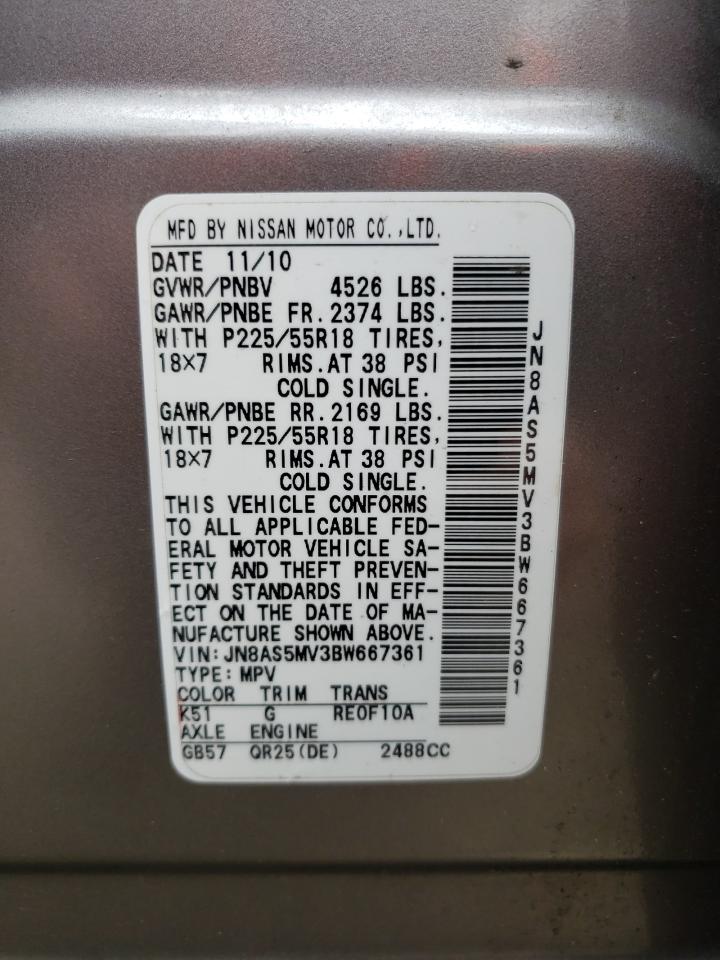 MFD BY NISSAN MOTOR CO.,LTD.
DATE 11/10
GVWR/PNBV 4526 LBS.
GAWR/PNBE FR.2374 LBS.
WITH P225/55R18 TIRES,
18×7 RIMS.AT 38 PSI
COLD SINGLE.
GAWR/PNBE RR.2169 LBS.
WITH P225/55R18 TIRES,
18×7 RIMS.AT 38 PSI
COLD SINGLE.
THIS VEHICLE CONFORMS
TO ALL APPLICABLE FED-
ERAL MOTOR VEHICLE SA-
FETY AND THEFT PREVEN-
TION STANDARDS IN EFF-
ECT ON THE DATE OF MA-
NUFACTURE SHOWN ABOVE.
VIN:JN8AS5MV3BW667361
TYPE:MPV
COLOR TRIM TRANS
K51 G RE0F10A
AXLE ENGINE
GB57 QR25(DE) 2488CC
JN8AS5MV3BW667361